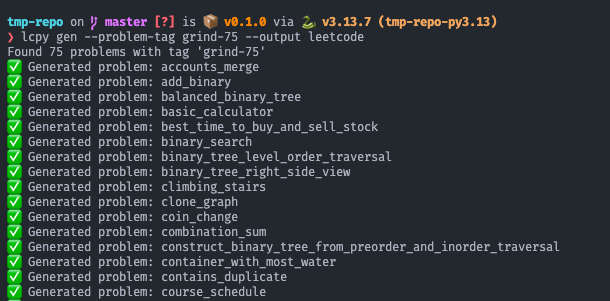 tmp-repo on master [?] is 📦 v0.1.0 via 🐍 v3.13.7 (tmp-repo-py3.13)
❯ lcpy gen --problem-tag grind-75 --output leetcode
Found 75 problems with tag 'grind-75'
✅ Generated problem: accounts_merge
✅ Generated problem: add_binary
✅ Generated problem: balanced_binary_tree
✅ Generated problem: basic_calculator
✅ Generated problem: best_time_to_buy_and_sell_stock
✅ Generated problem: binary_search
✅ Generated problem: binary_tree_level_order_traversal
✅ Generated problem: binary_tree_right_side_view
✅ Generated problem: climbing_stairs
✅ Generated problem: clone_graph
✅ Generated problem: coin_change
✅ Generated problem: combination_sum
✅ Generated problem: construct_binary_tree_from_preorder_and_inorder_traversal
✅ Generated problem: container_with_most_water
✅ Generated problem: contains_duplicate
✅ Generated problem: course_schedule